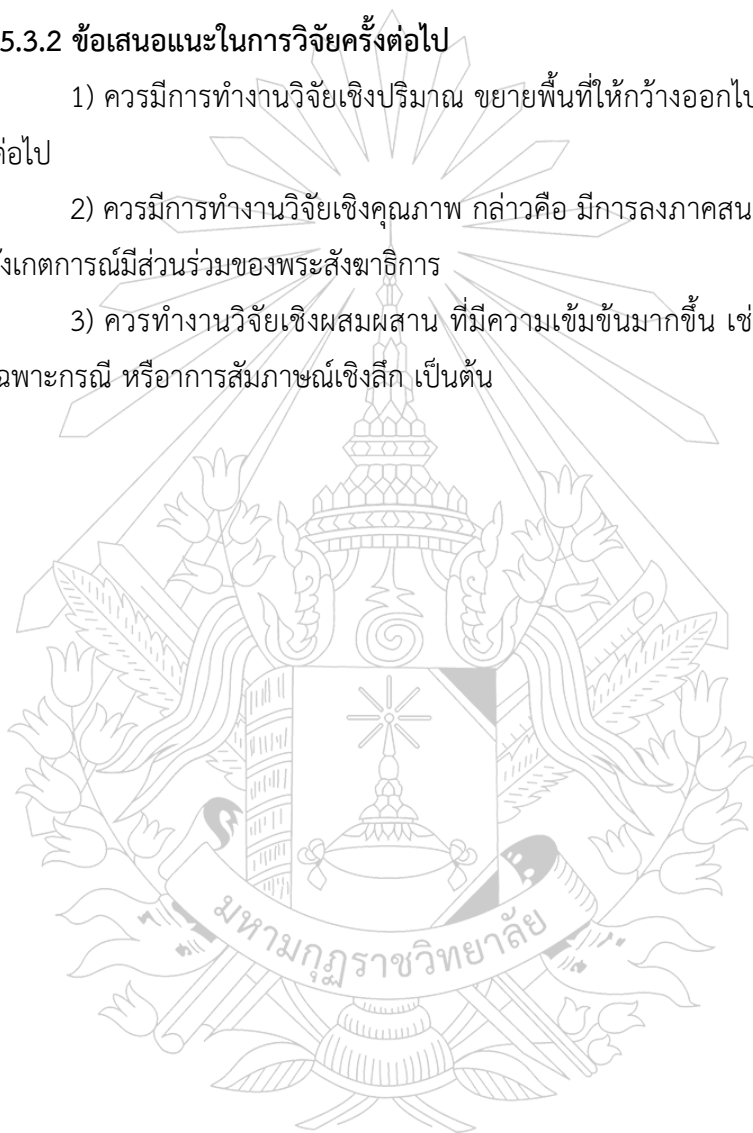 5.3.2 ข้อเสนอแนะในการวิจัยครั้งต่อไป
1) ควรมีการทำงานวิจัยเชิงปริมาณ ขยายพื้นที่ให้กว้างออกไป
ต่อไป
2) ควรมีการทำงานวิจัยเชิงคุณภาพ กล่าวคือ มีการลงภาคสน
ังเกตการณ์มีส่วนร่วมของพระสังฆาธิการ
3) ควรทำงานวิจัยเชิงผสมผสาน ที่มีความเข้มข้นมากขึ้น เช่
ฉพาะกรณี หรือาการสัมภาษณ์เชิงลึก เป็นต้น
มหามกุฏราชวิทยาลัย